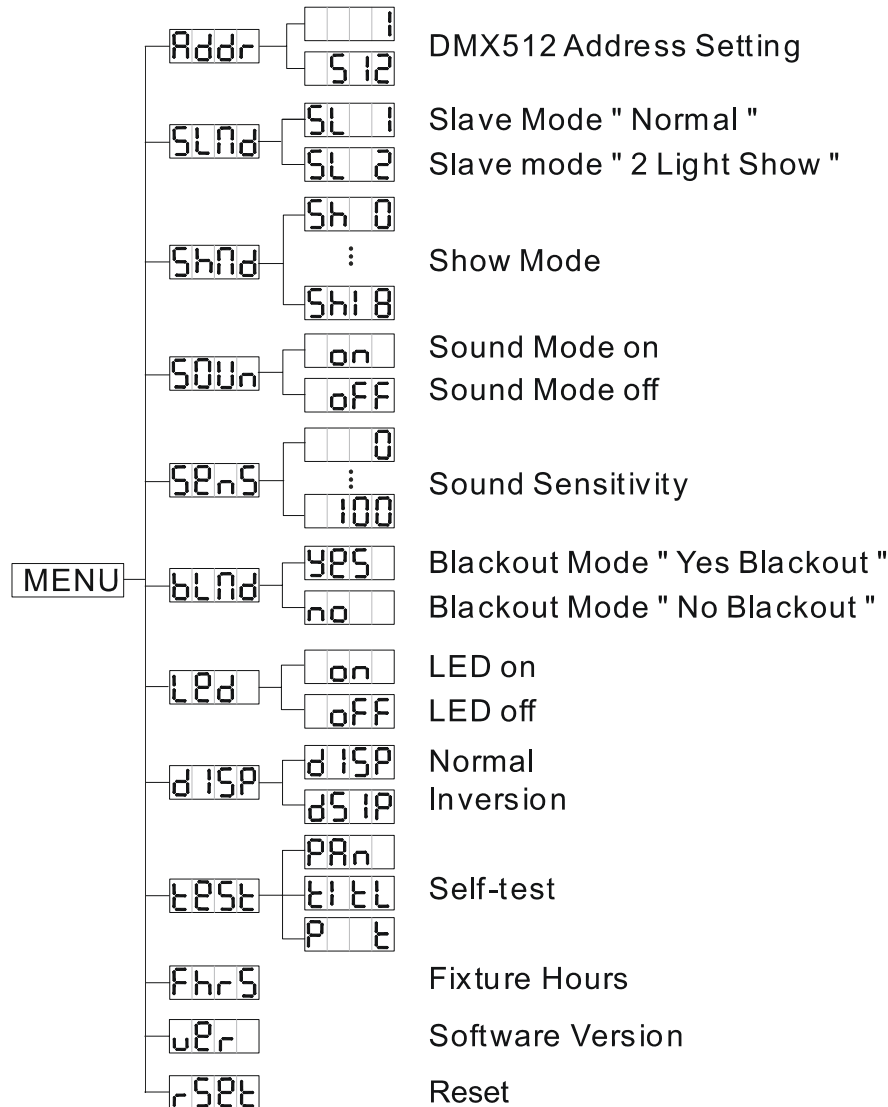 1
Addr
DMX512 Address Setting
512
SL 1
Slave Mode " Normal "
SLMd
SL 2
Slave mode " 2 Light Show "
Sh 0
ShMd
Show Mode
Sh18
on
Sound Mode on
SOUn
oFF
Sound Mode off
0
SenS
Sound Sensitivity
100
yeS
Blackout Mode " Yes Blackout "
MENU
bLMd
no
Blackout Mode " No Blackout "
on
LED on
Led
oFF
LED off
dISP
Normal
dISP
dSIP
Inversion
PAn
teSt
tItL
Self-test
P t
FhrS
Fixture Hours
ver
Software Version
rSet
Reset